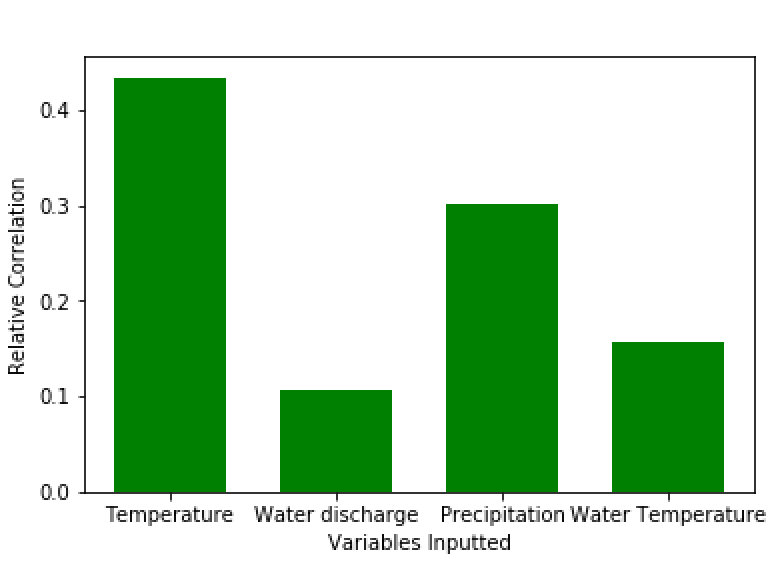 Relative Correlation
0.4
0.3
0.2
0.1
0.0
Temperature Water discharge Precipitation Water Temperature
Variables Inputted